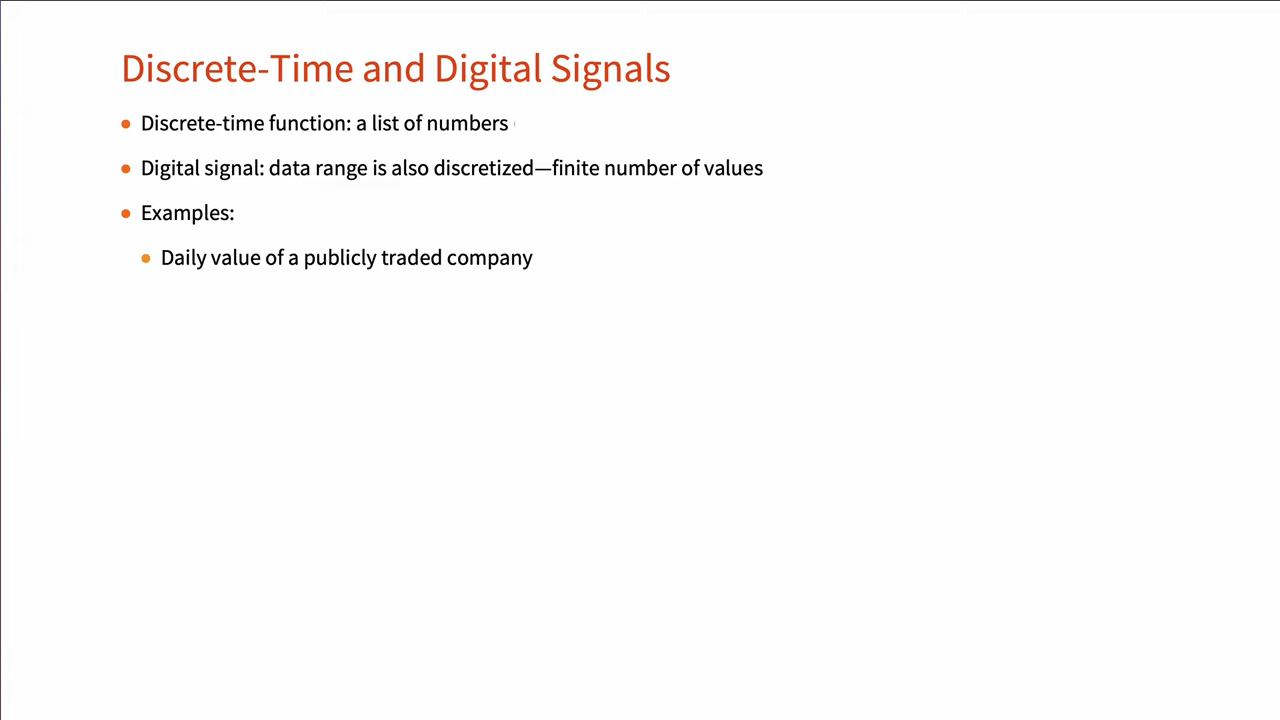 Discrete-Time and Digital Signals
Discrete-time function: a list of numbers
Digital signal: data range is also discretized—finite number of values
Examples:
Daily value of a publicly traded company